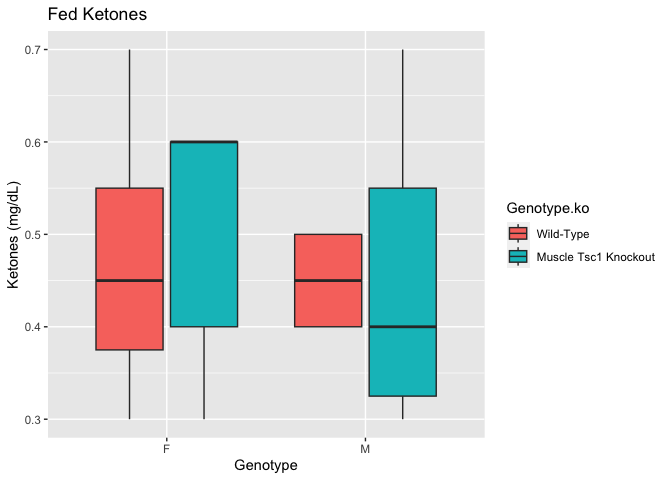 Fed Ketones
Ketones (mg/dL)
0.7
0.6
0.5
0.4
0.3
F
M
Genotype
Genotype.ko
Wild-Type
Muscle Tsc1 Knockout